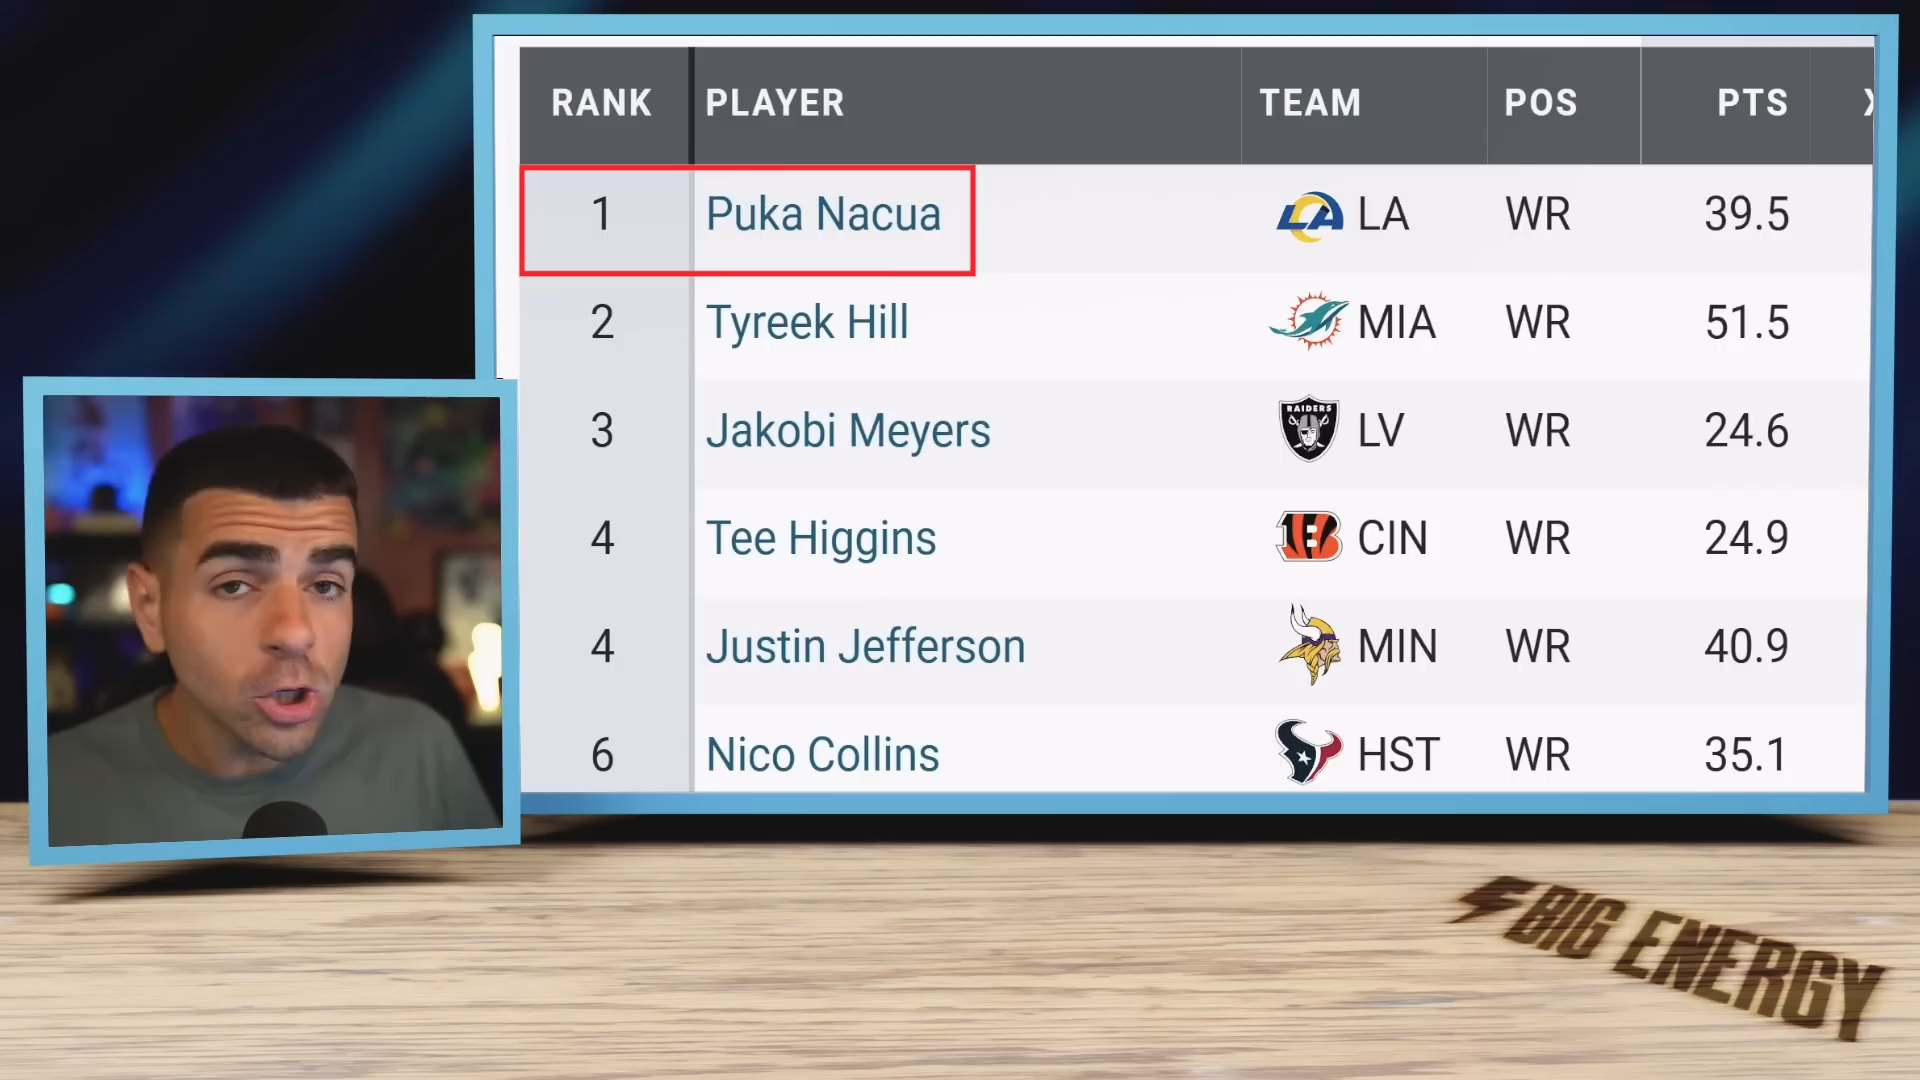 RANK PLAYER TEAM POS PTS X
1 Puka Nacua LA LA WR 39.5
2 Tyreek Hill MIA WR 51.5
3 Jakobi Meyers RAIDERS LV WR 24.6
4 Tee Higgins B CIN WR 24.9
4 Justin Jefferson MIN WR 40.9
6 Nico Collins HST WR 35.1
BIG ENERGY